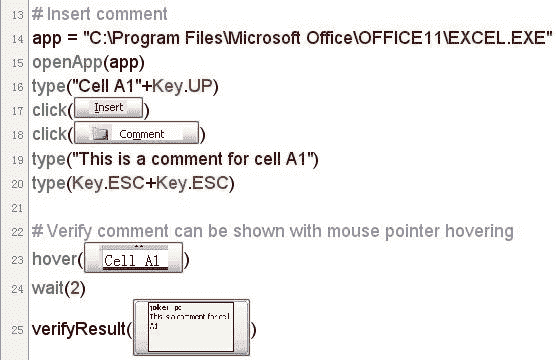 13 # Insert comment
14 app = "C:\Program Files\Microsoft Office\OFFICE11\EXCEL.EXE"
15 openApp(app)
16 type("Cell A1"+Key.UP)
17 click( Insert )
18 click( Comment )
19 type("This is a comment for cell A1")
20 type(Key.ESC+Key.ESC)
21
22 # Verify comment can be shown with mouse pointer hovering
23 hover( Cell A1 )
24 wait(2)
joker pc
This is a comment for cell
25 verifyResult( A1 )